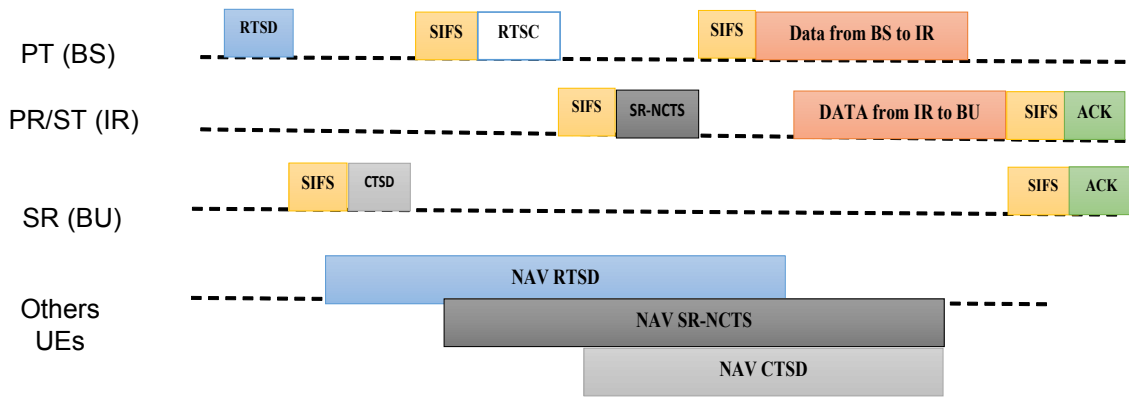 PT (BS)
RTSD
SIFS
RTSC
SIFS
Data from BS to IR
PR/ST (IR)
SIFS
SR-NCTS
DATA from IR to BU
SIFS
ACK
SR (BU)
SIFS
CTSD
SIFS
ACK
Others
UEs
NAV RTSD
NAV SR-NCTS
NAV CTSD